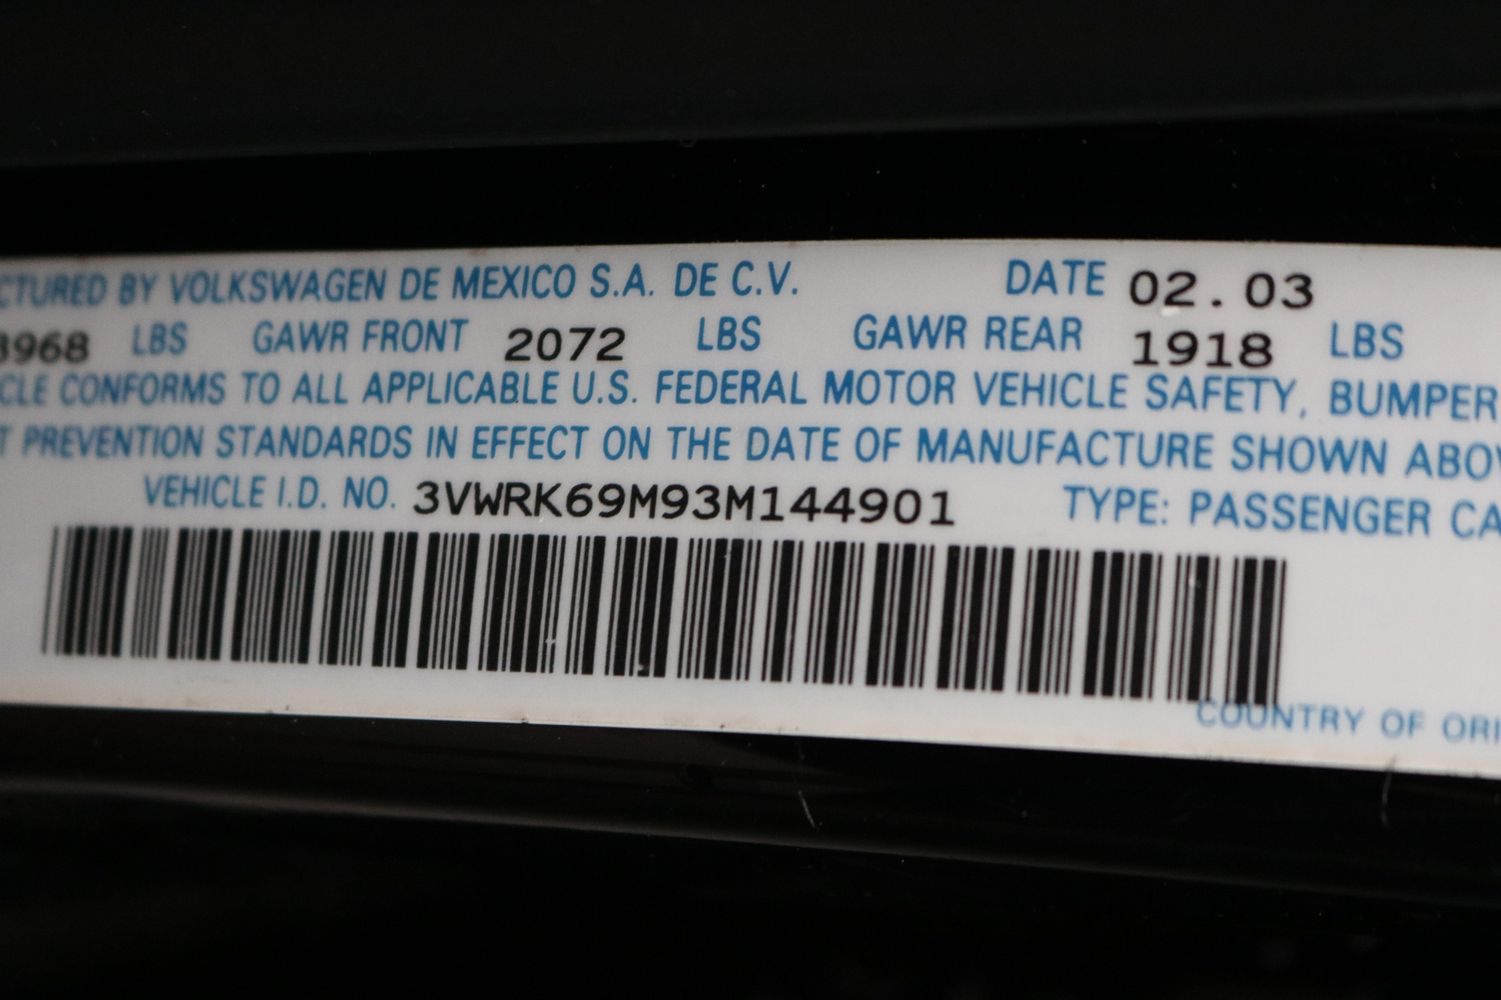 CTURED BY VOLKSWAGEN DE MEXICO S.A. DE C.V. DATE 02.03
3968 LBS GAWR FRONT 2072 LBS GAWR REAR 1918 LBS
CLE CONFORMS TO ALL APPLICABLE U.S. FEDERAL MOTOR VEHICLE SAFETY, BUMPER
T PREVENTION STANDARDS IN EFFECT ON THE DATE OF MANUFACTURE SHOWN ABOV
VEHICLE I.D. NO. 3VWRK69M93M144901 TYPE: PASSENGER CA
COUNTRY OF ORI